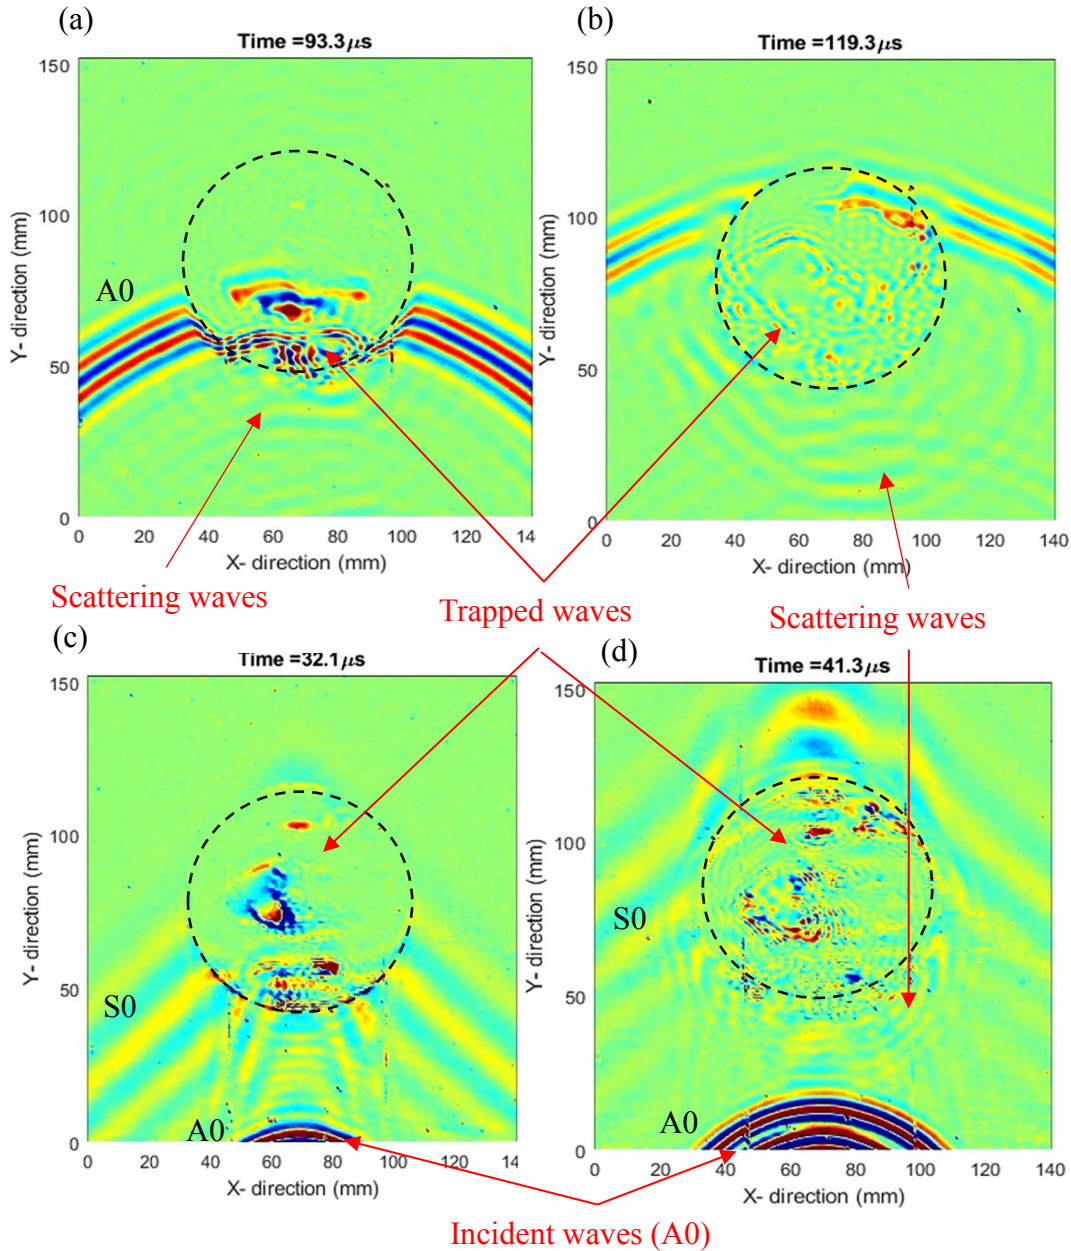 (a)
Time =93.3μs
150
100
50
0
Y- direction (mm)
A0
0 20 40 60 80 100 120 140
X- direction (mm)
(b)
Time =119.3μs
150
100
50
0
Y- direction (mm)
0 20 40 60 80 100 120 140
X- direction (mm)
Scattering waves
Trapped waves
Scattering waves
(c)
Time =32.1μs
150
100
50
0
Y- direction (mm)
S0
A0
0 20 40 60 80 100 120 14
X- direction (mm)
(d)
Time =41.3μs
150
100
50
0
Y- direction (mm)
S0
A0
0 20 40 60 80 100 120 140
X- direction (mm)
Incident waves (A0)